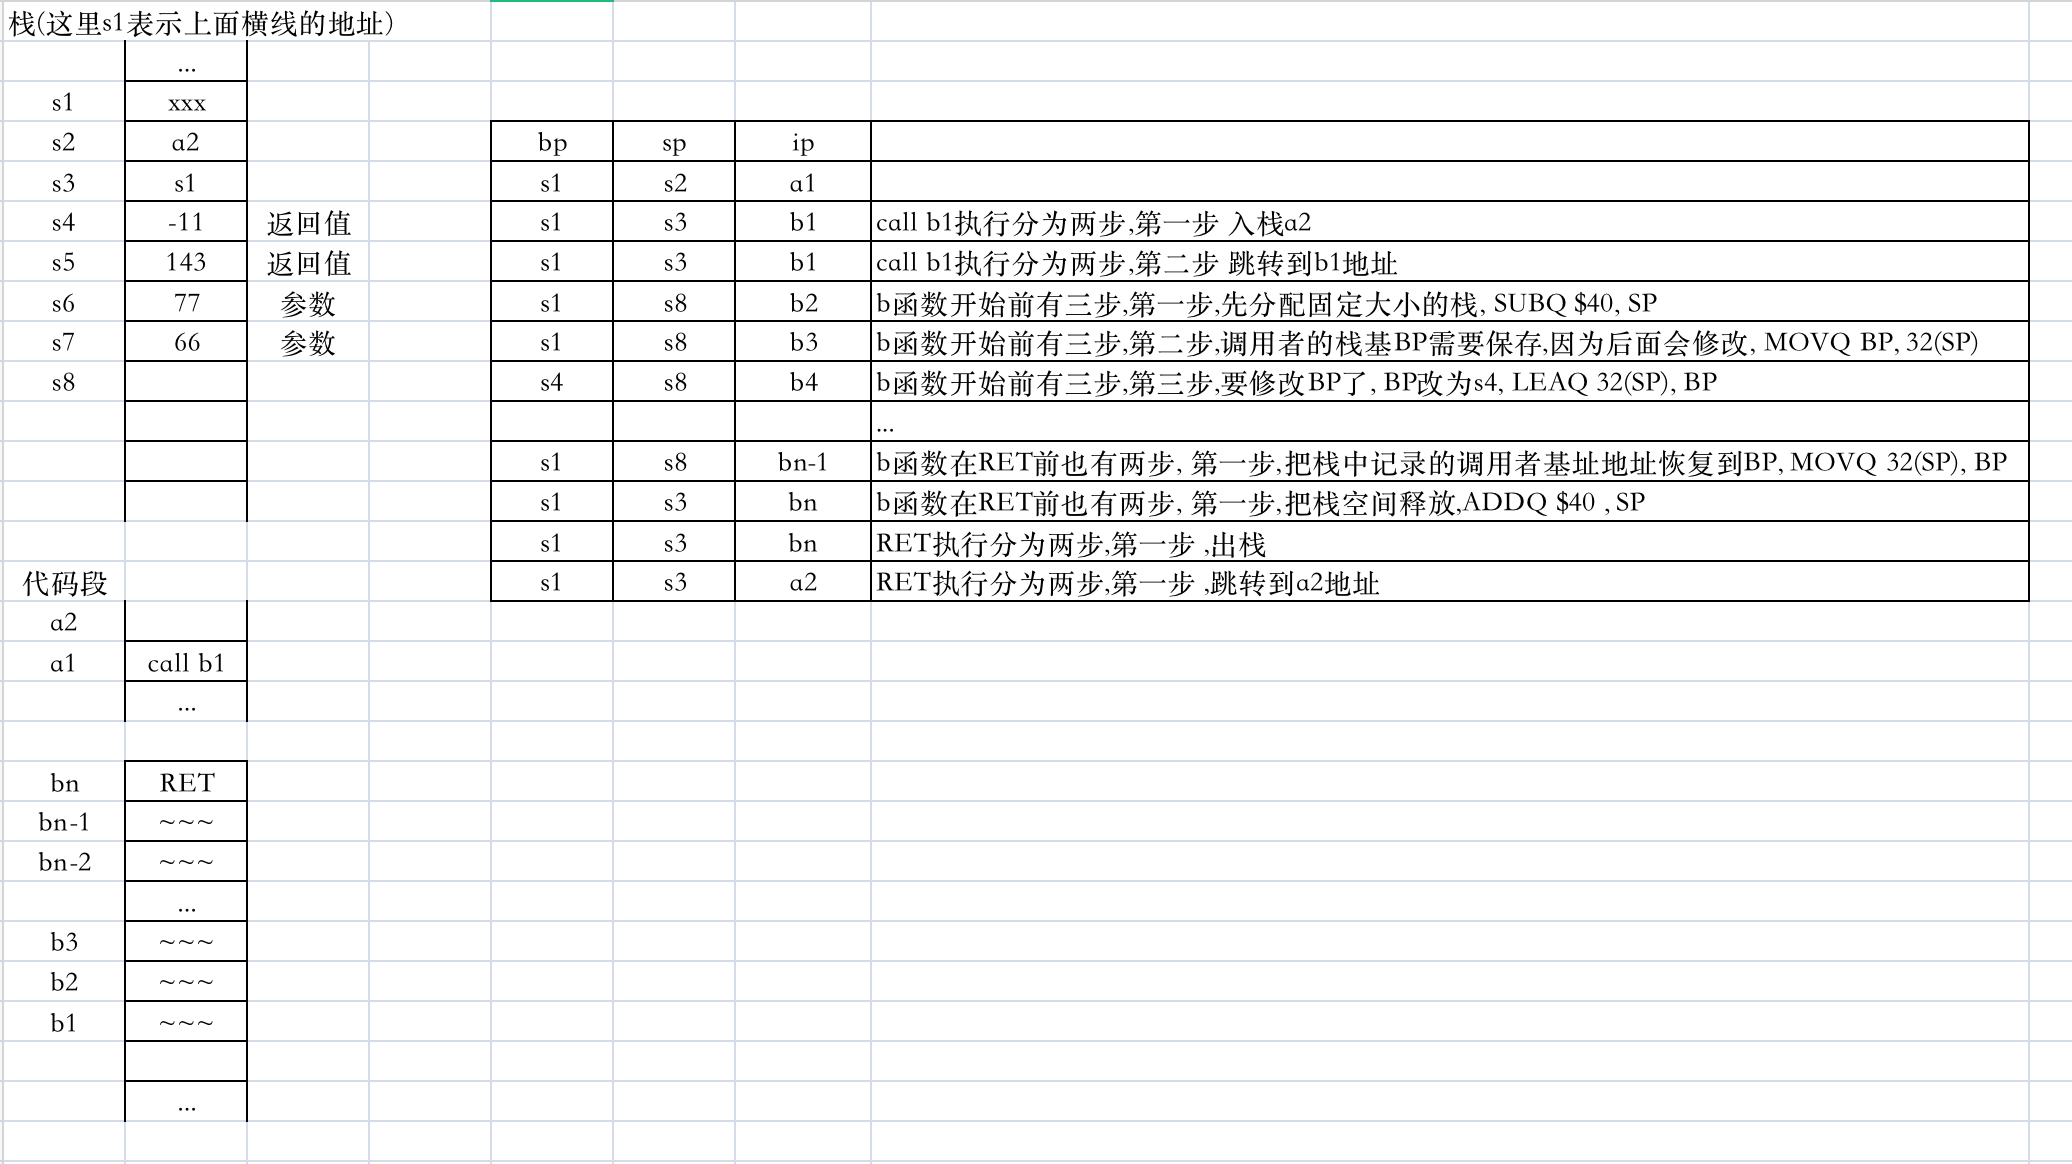 栈(这里s1表示上面横线的地址)
...
s1 xxx
s2 a2 bp sp ip
s3 s1 s1 s2 a1
s4 -11 返回值 s1 s3 b1 call b1执行分为两步,第一步 入栈a2
s5 143 返回值 s1 s3 b1 call b1执行分为两步,第二步 跳转到b1地址
s6 77 参数 s1 s8 b2 b函数开始前有三步,第一步,先分配固定大小的栈, SUBQ $40, SP
s7 66 参数 s1 s8 b3 b函数开始前有三步,第二步,调用者的栈基BP需要保存,因为后面会修改, MOVQ BP, 32(SP)
s8 s4 s8 b4 b函数开始前有三步,第三步,要修改BP了, BP改为s4, LEAQ 32(SP), BP
...
s1 s8 bn-1 b函数在RET前也有两步, 第一步,把栈中记录的调用者基址地址恢复到BP, MOVQ 32(SP), BP
s1 s3 bn b函数在RET前也有两步, 第一步,把栈空间释放,ADDQ $40 , SP
s1 s3 bn RET执行分为两步,第一步 ,出栈
代码段 s1 s3 a2 RET执行分为两步,第一步 ,跳转到a2地址
a2
a1 call b1
...
bn RET
bn-1 ~~~
bn-2 ~~~
...
b3 ~~~
b2 ~~~
b1 ~~~
...